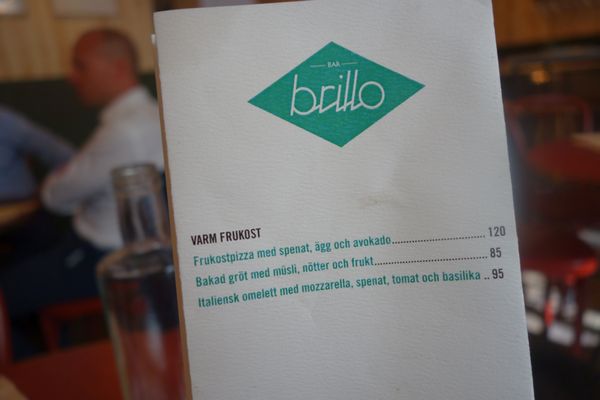 BAR
brillo
VARM FRUKOST
Frukostpizza med spenat, ägg och avokado........................ 120
Bakad gröt med müsli, nötter och frukt............................ 85
Italiensk omelett med mozzarella, spenat, tomat och basilika .. 95